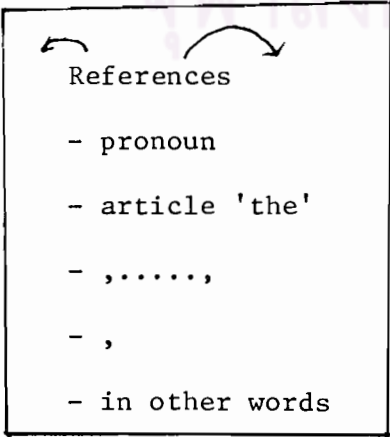 References
- pronoun
- article 'the'
- ,.....,
- ,
- in other words